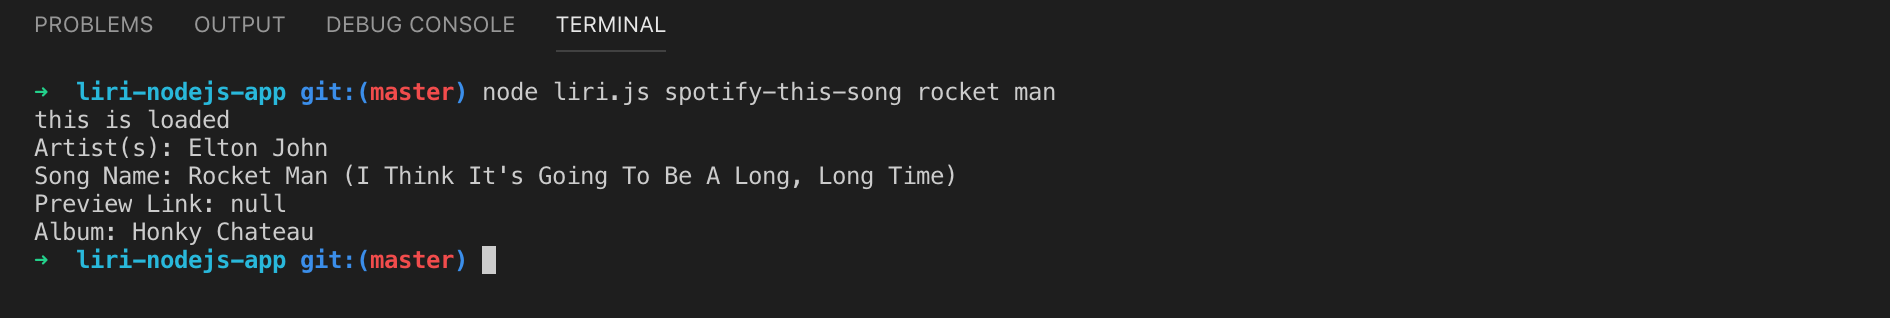 PROBLEMS OUTPUT DEBUG CONSOLE TERMINAL
➜ liri-nodejs-app git:(master) node liri.js spotify-this-song rocket man
this is loaded
Artist(s): Elton John
Song Name: Rocket Man (I Think It's Going To Be A Long, Long Time)
Preview Link: null
Album: Honky Chateau
➜ liri-nodejs-app git:(master)